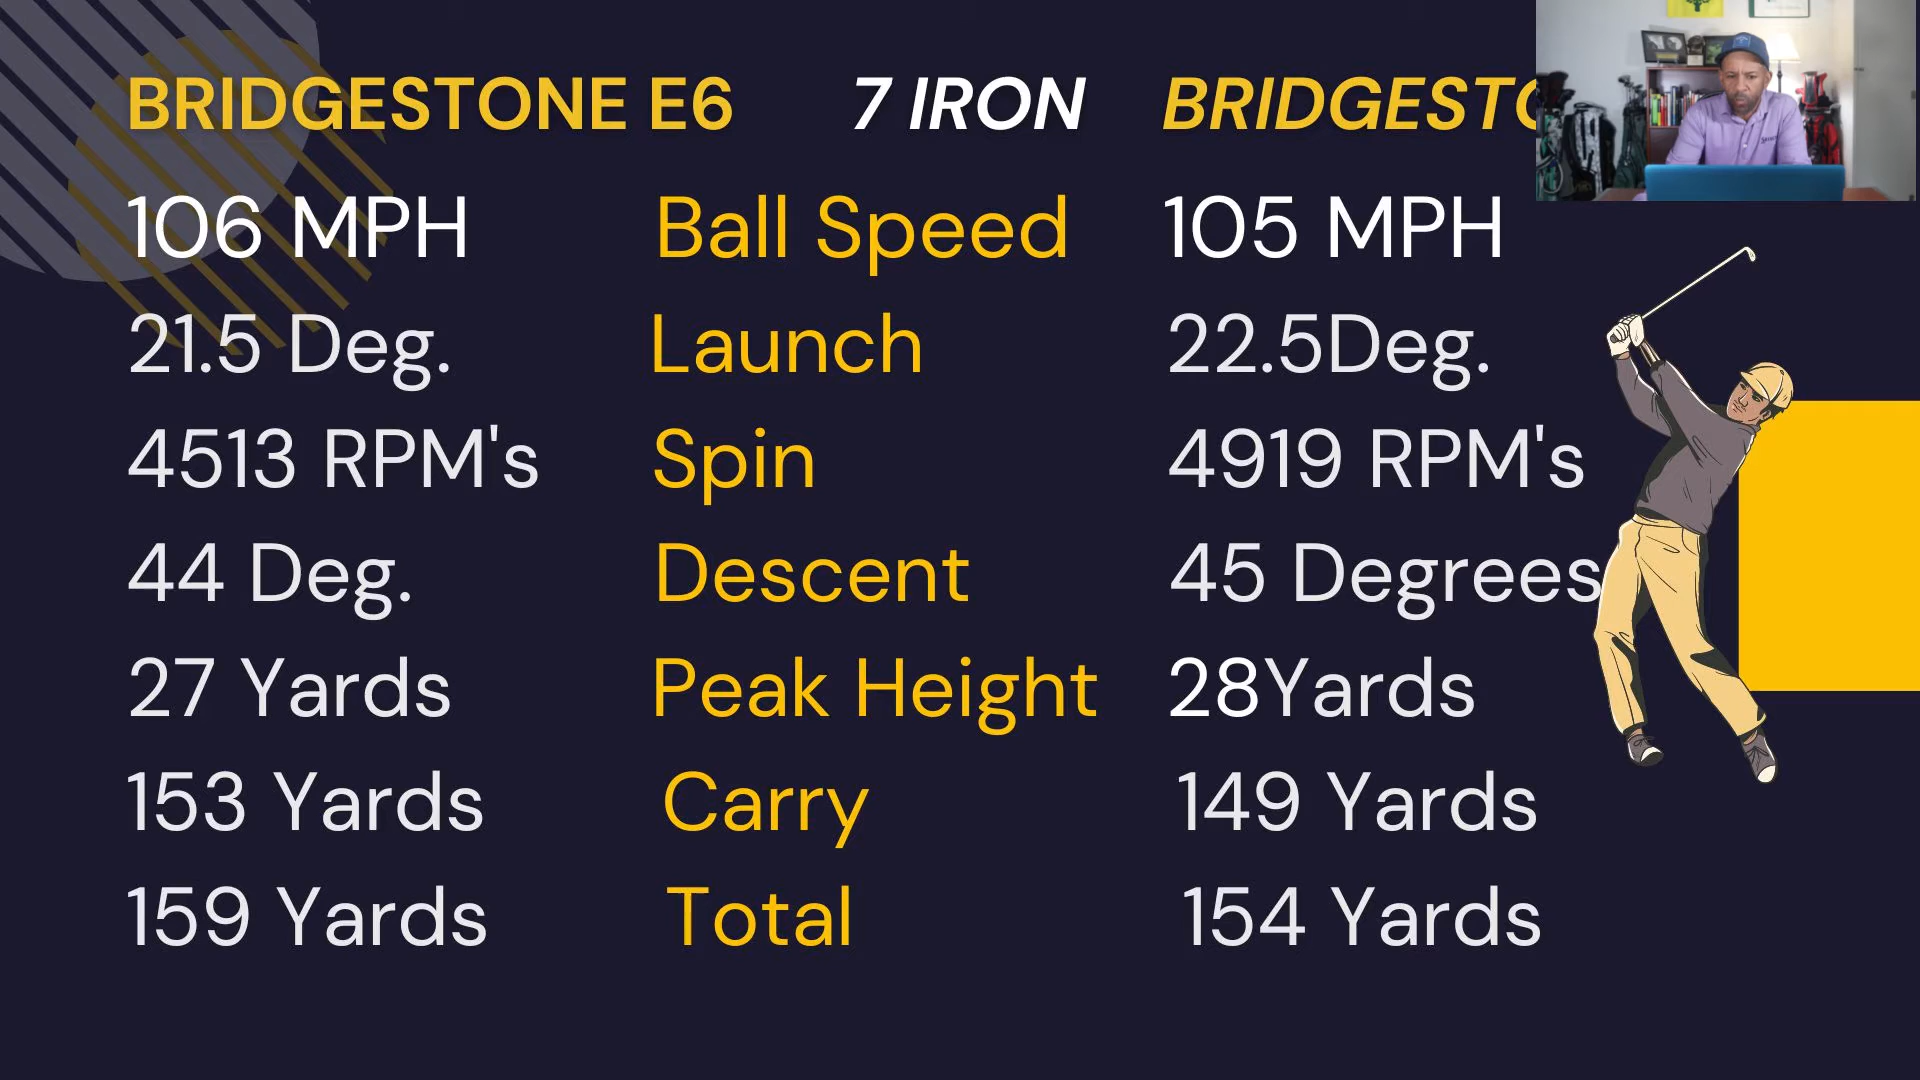 BRIDGESTONE E6 7 IRON BRIDGESTO
106 MPH Ball Speed 105 MPH
21.5 Deg. Launch 22.5Deg.
4513 RPM's Spin 4919 RPM's
44 Deg. Descent 45 Degrees
27 Yards Peak Height 28Yards
153 Yards Carry 149 Yards
159 Yards Total 154 Yards